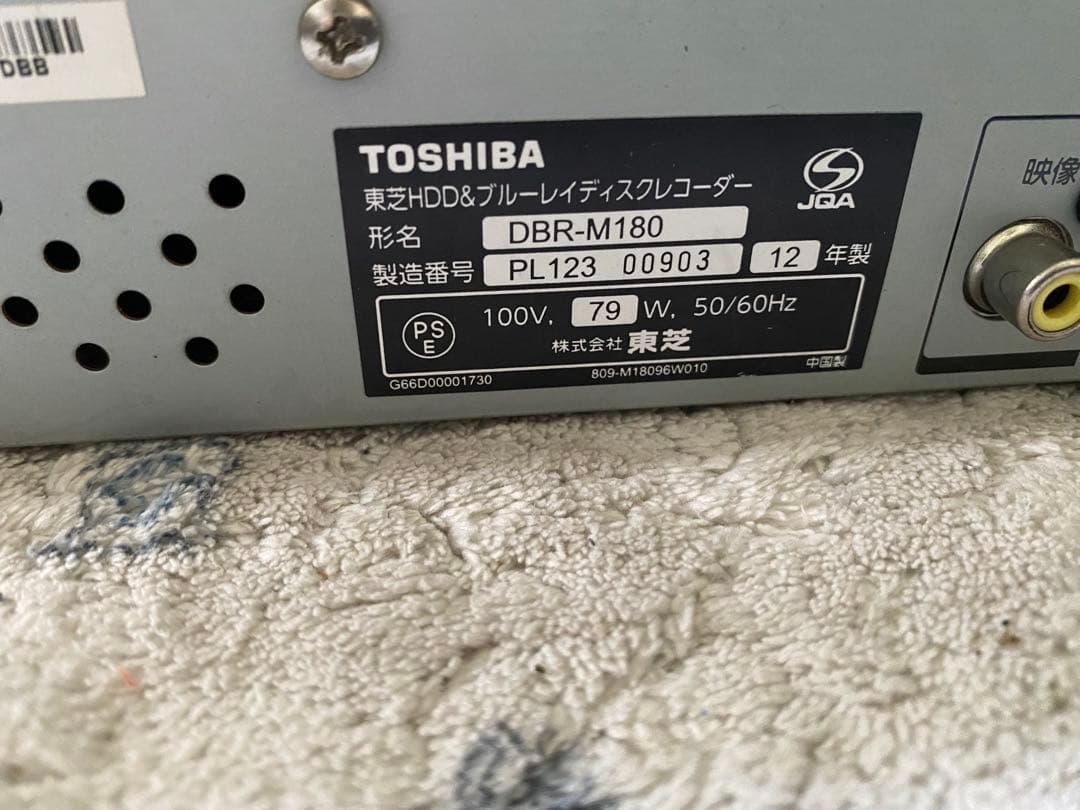 DBB
TOSHIBA
東芝HDD&ブルーレイディスクレコーダー
JQA
形名 DBR-M180
製造番号 PL123 00903 12 年製
PS
E
100V, 79 W, 50/60Hz
株式会社 東芝
G66D00001730
809-M18096W010
中国製
映像